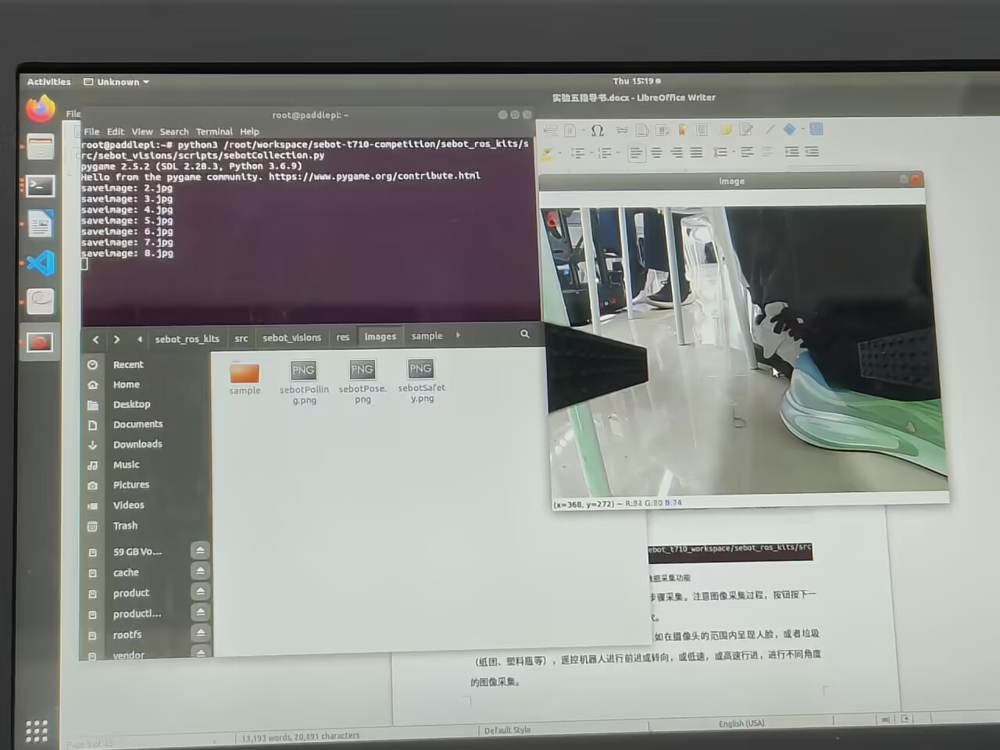 Activities
Unknown
Thu 15:19
实验五指导书.docx - LibreOffice Writer
File
root@paddlepi: ~
File Edit View Search Terminal Help
root@paddlepi:~# python3 /root/workspace/sebot-t710-competition/sebot_ros_kits/s
rc/sebot_visions/scripts/sebotCollection.py
pygame 2.5.2 (SDL 2.28.3, Python 3.6.9)
Hello from the pygame community. https://www.pygame.org/contribute.html
saveimage: 2.jpg
saveimage: 3.jpg
saveimage: 4.jpg
saveimage: 5.jpg
saveimage: 6.jpg
saveimage: 7.jpg
saveimage: 8.jpg
Image
(x=368, y=272) ~ R:84 G:80 B:74
sebot_ros_kits src sebot_visions res images sample
Recent
Home
Desktop
Documents
Downloads
Music
Pictures
Videos
Trash
59 GB Vo...
cache
product
producti...
rootfs
vendor
sample
PNG
sebotPollin
g.png
PNG
sebotPose.
png
PNG
sebotSafet
y.png
ebot_t710_workspace/sebot_ros_kits/src
据采集功能
步骤采集。注意图像采集过程，按钮按下一
如在摄像头的范围内呈现人脸，或者垃圾
（纸团、塑料瓶等），遥控机器人进行前进或转向，或低速，或高速行进，进行不同角度
的图像采集。
13,193 words, 20,491 characters
Default Style
English (USA)